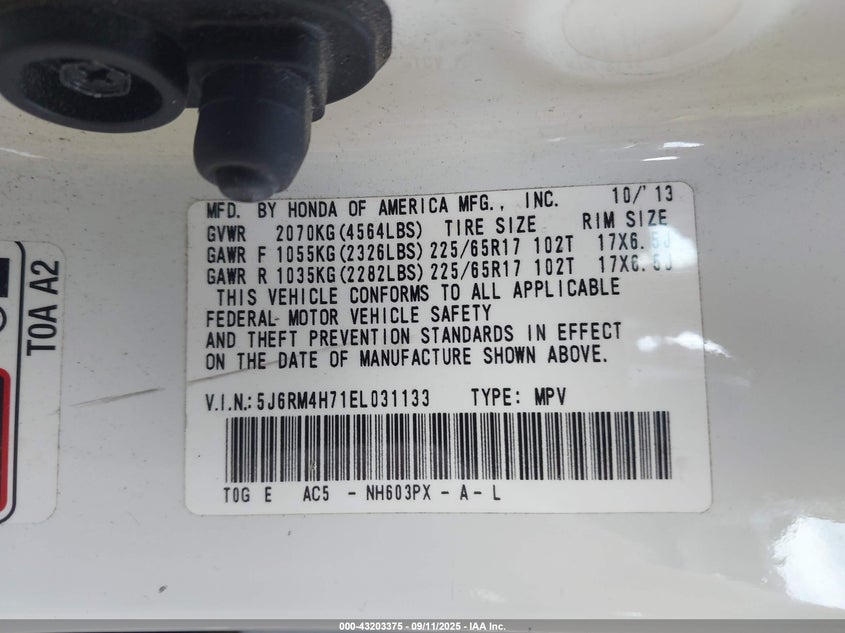 MFD. BY HONDA OF AMERICA MFG., INC. 10/'13
GVWR 2070KG(4564LBS) TIRE SIZE RIM SIZE
GAWR F 1055KG(2326LBS) 225/65R17 102T 17X6.5J
GAWR R 1035KG(2282LBS) 225/65R17 102T 17X6.5J
THIS VEHICLE CONFORMS TO ALL APPLICABLE
FEDERAL MOTOR VEHICLE SAFETY
AND THEFT PREVENTION STANDARDS IN EFFECT
ON THE DATE OF MANUFACTURE SHOWN ABOVE.
V.I.N.: 5J6RM4H71EL031133 TYPE: MPV
T0G E AC5 - NH603PX - A - L
T0A A2
000-43203375 - 09/11/2025 - IAA Inc.